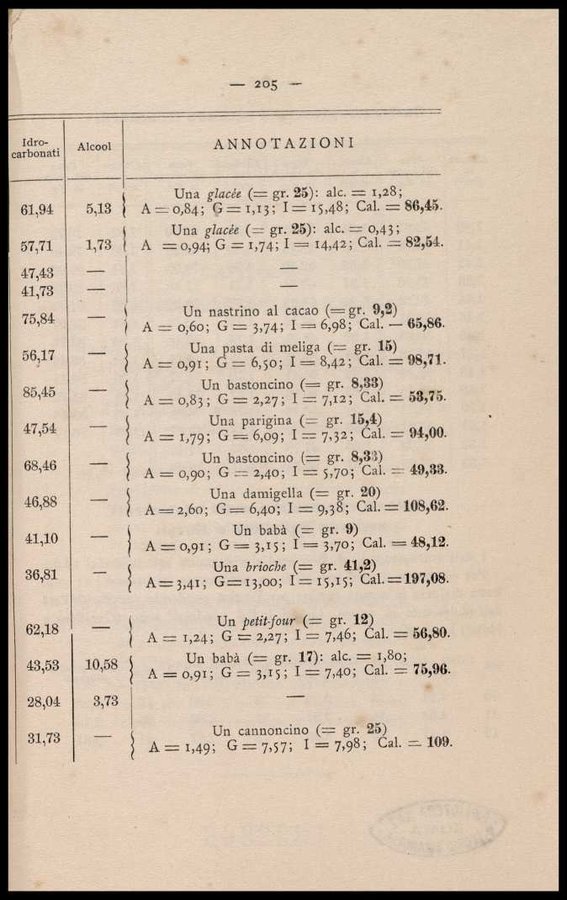 — 205 —
Idro-
carbonati Alcool ANNOTAZIONI
Una glacée (= gr. 25): alc. = 1,28;
61,94 5,13 A = 0,84; G = 1,13; I = 15,48; Cal. = 86,45.
Una glacée (= gr. 25): alc. = 0,43;
57,71 1,73 A = 0,94; G = 1,74; I = 14,42; Cal. = 82,54.
47,43 — —
41,73 — —
Un nastrino al cacao (= gr. 9,2)
75,84 — A = 0,60; G = 3,74; I = 6,98; Cal. — 65,86.
Una pasta di meliga (= gr. 15)
56,17 — A = 0,91; G = 6,50; I = 8,42; Cal. = 98,71.
Un bastoncino (= gr. 8,33)
85,45 — A = 0,83; G = 2,27; I = 7,12; Cal. = 53,75.
Una parigina (= gr. 15,4)
47,54 — A = 1,79; G = 6,09; I = 7,32; Cal. = 94,00.
Un bastoncino (= gr. 8,33)
68,46 — A = 0,90; G = 2,40; I = 5,70; Cal. = 49,33.
Una damigella (= gr. 20)
46,88 — A = 2,60; G = 6,40; I = 9,38; Cal. = 108,62.
Un babà (= gr. 9)
41,10 — A = 0,91; G = 3,15; I = 3,70; Cal. = 48,12.
Una brioche (= gr. 41,2)
36,81 — A = 3,41; G = 13,00; I = 15,15; Cal. = 197,08.
Un petit-four (= gr. 12)
62,18 — A = 1,24; G = 2,27; I = 7,46; Cal. = 56,80.
Un babà (= gr. 17): alc. = 1,80;
43,53 10,58 A = 0,91; G = 3,15; I = 7,40; Cal. = 75,96.
28,04 3,73 —
Un cannoncino (= gr. 25)
31,73 — A = 1,49; G = 7,57; I = 7,98; Cal. = 109.